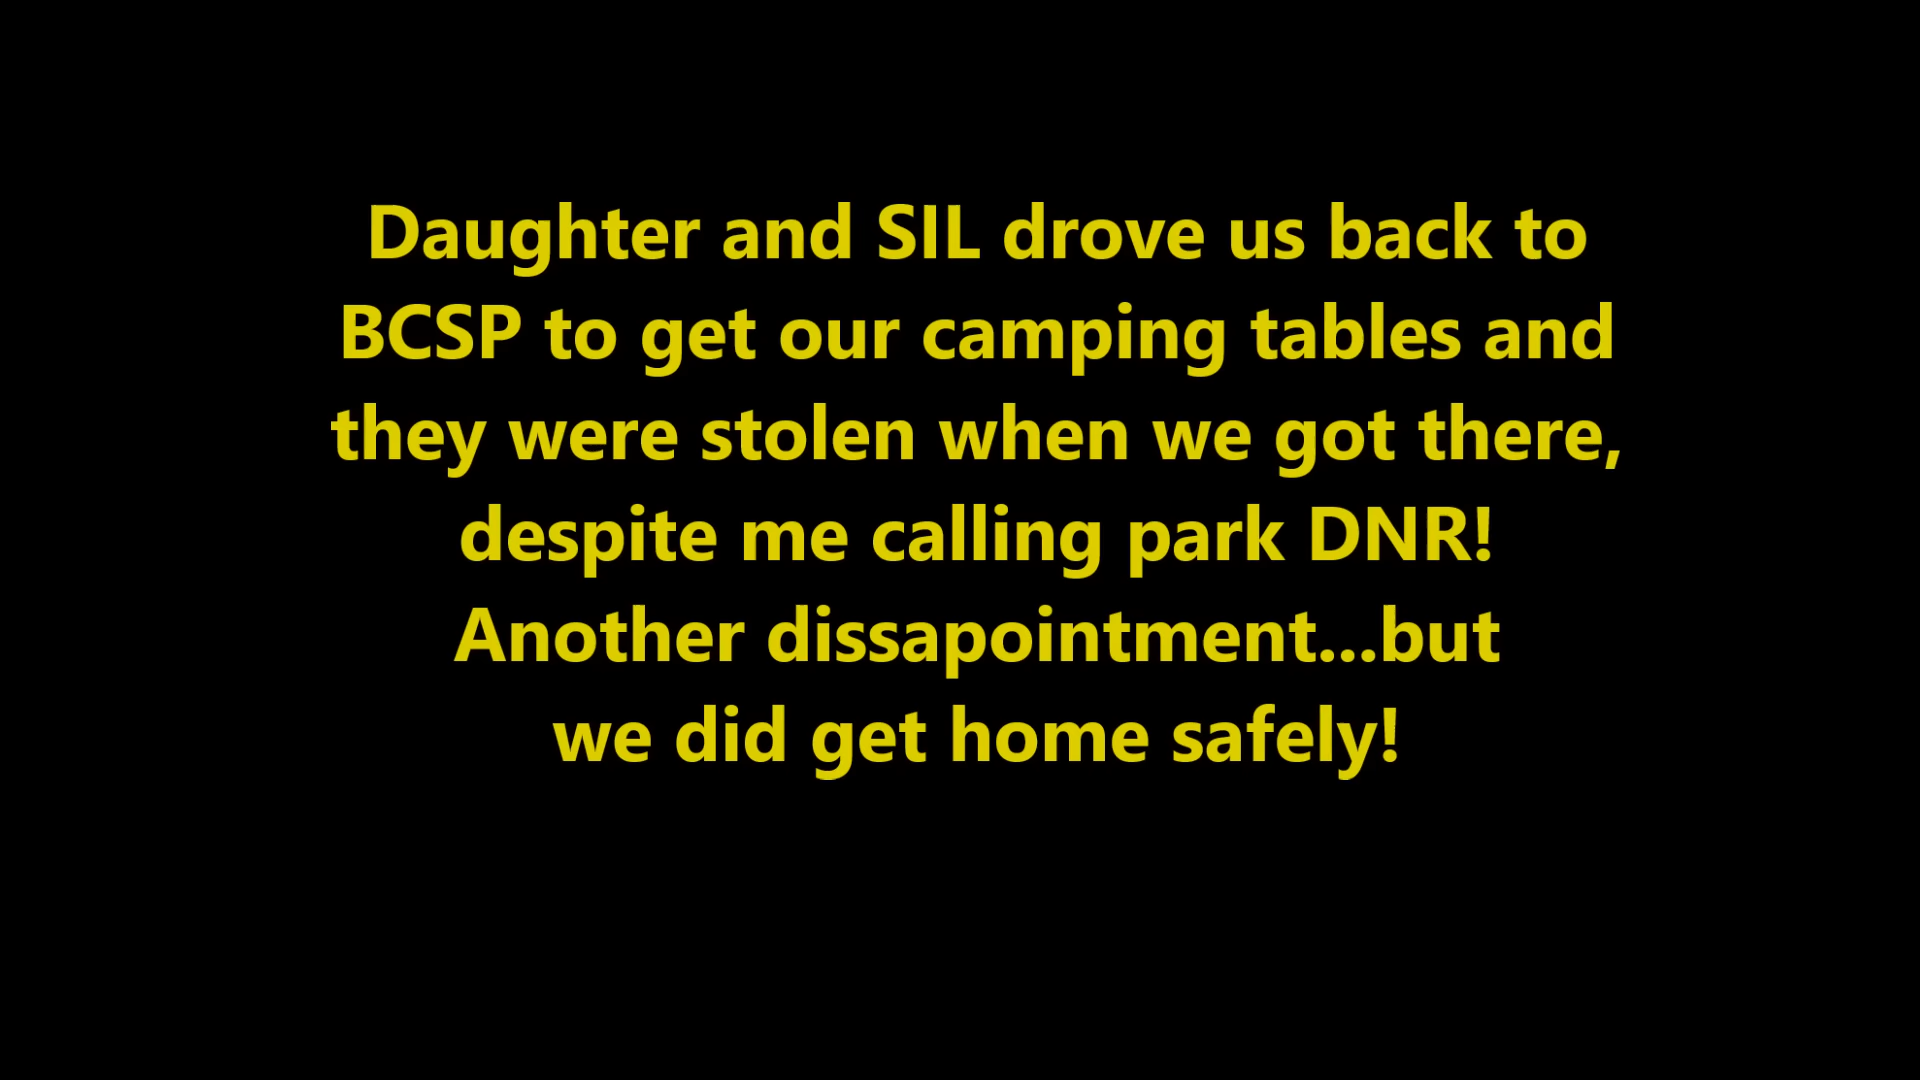 Daughter and SIL drove us back to
BCSP to get our camping tables and
they were stolen when we got there,
despite me calling park DNR!
Another dissapointment...but
we did get home safely!